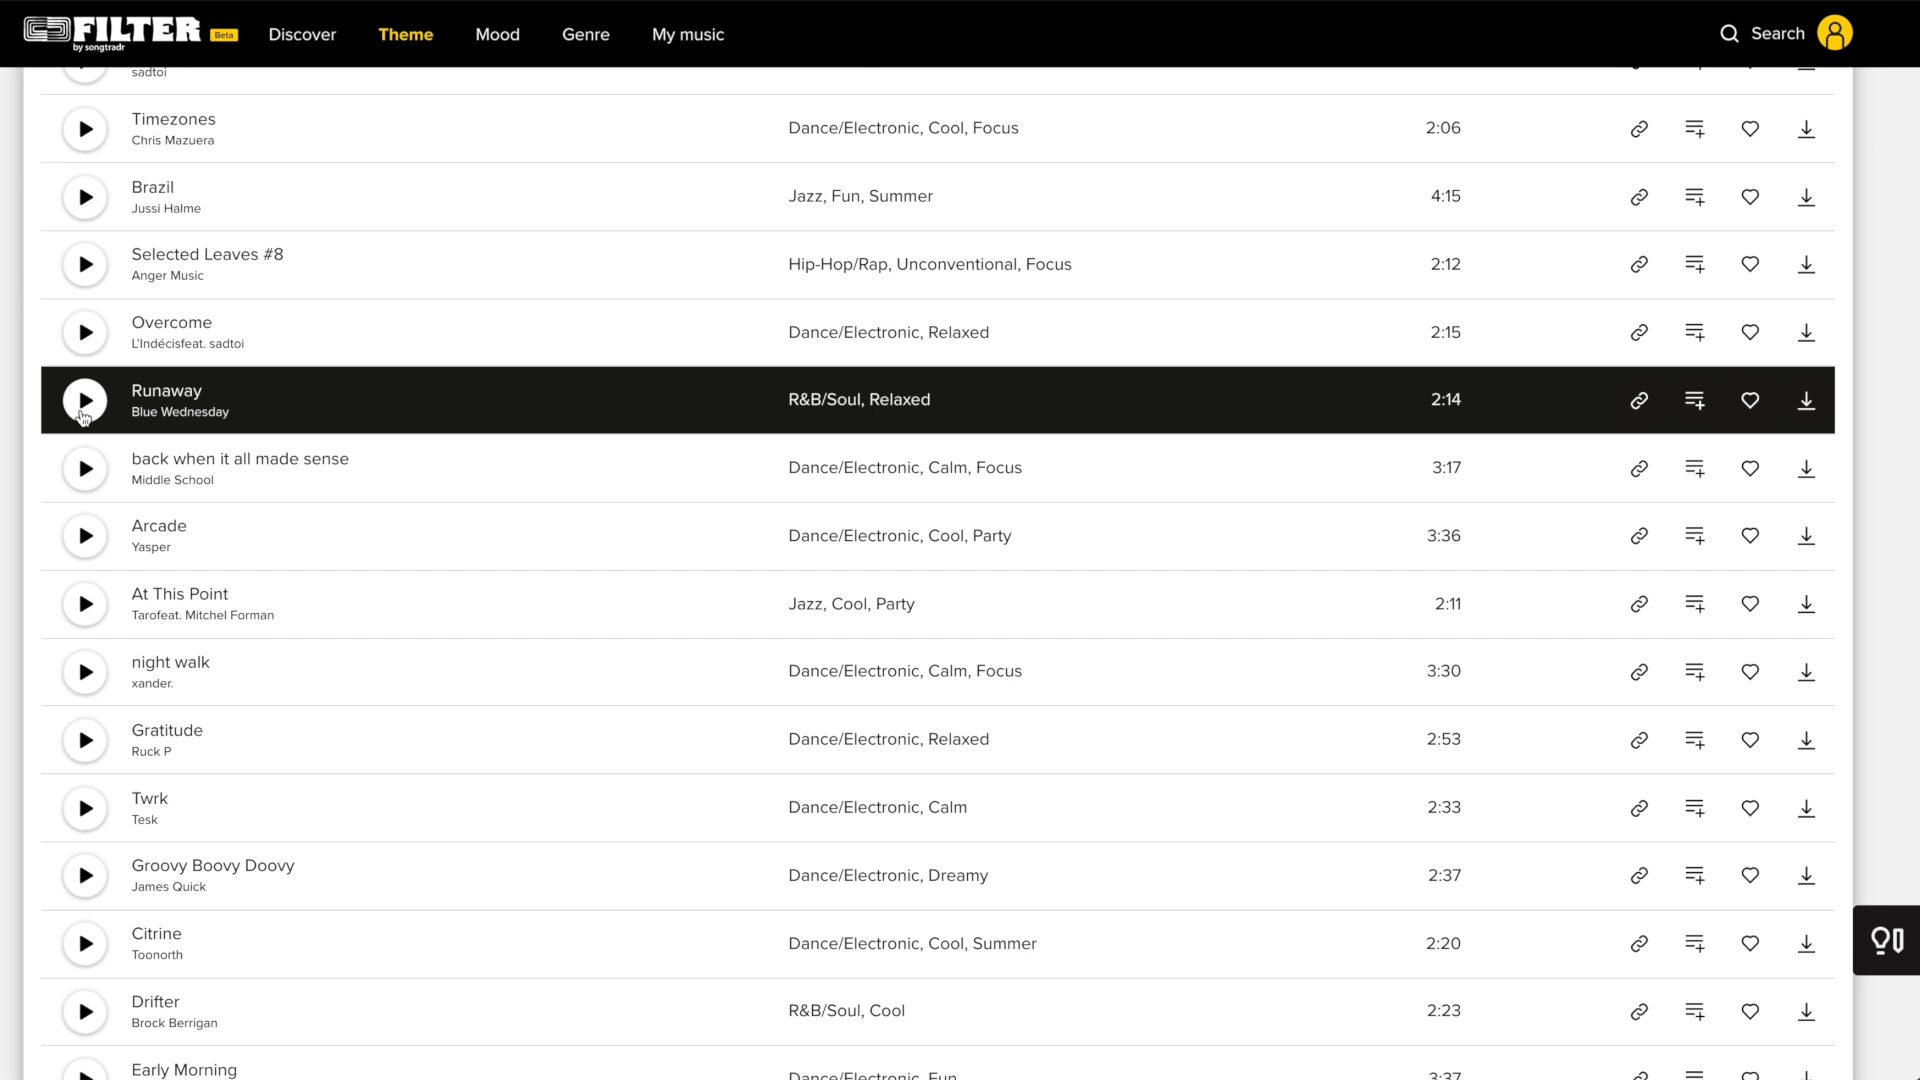 FILTER
by songtradr
Beta
Discover
Theme
Mood
Genre
My music
Search
sadtoi
Timezones
Chris Mazuera
Dance/Electronic, Cool, Focus
2:06
Brazil
Jussi Halme
Jazz, Fun, Summer
4:15
Selected Leaves #8
Anger Music
Hip-Hop/Rap, Unconventional, Focus
2:12
Overcome
L'Indécisfeat. sadtoi
Dance/Electronic, Relaxed
2:15
Runaway
Blue Wednesday
R&B/Soul, Relaxed
2:14
back when it all made sense
Middle School
Dance/Electronic, Calm, Focus
3:17
Arcade
Yasper
Dance/Electronic, Cool, Party
3:36
At This Point
Tarofeat. Mitchel Forman
Jazz, Cool, Party
2:11
night walk
xander.
Dance/Electronic, Calm, Focus
3:30
Gratitude
Ruck P
Dance/Electronic, Relaxed
2:53
Twrk
Tesk
Dance/Electronic, Calm
2:33
Groovy Boovy Doovy
James Quick
Dance/Electronic, Dreamy
2:37
Citrine
Toonorth
Dance/Electronic, Cool, Summer
2:20
Drifter
Brock Berrigan
R&B/Soul, Cool
2:23
Early Morning
Dance/Electronic, Fun
3:37